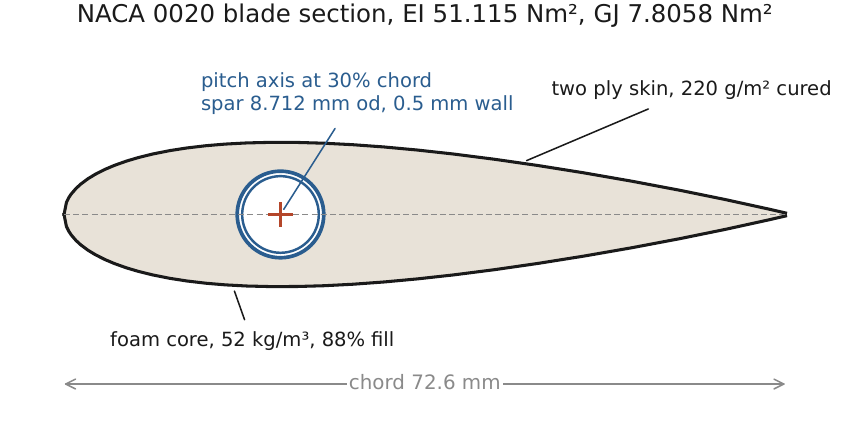 NACA 0020 blade section, EI 51.115 Nm², GJ 7.8058 Nm²
pitch axis at 30% chord
spar 8.712 mm od, 0.5 mm wall
two ply skin, 220 g/m² cured
foam core, 52 kg/m³, 88% fill
chord 72.6 mm